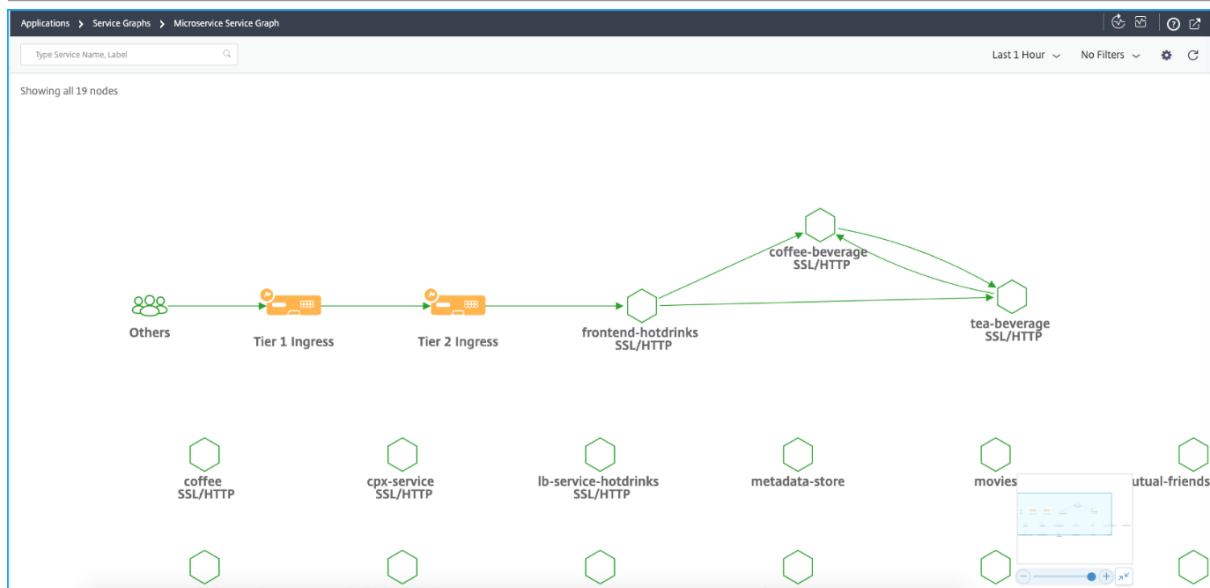 Applications > Service Graphs > Microservice Service Graph
Type Service Name, Label
Last 1 Hour
No Filters
Showing all 19 nodes
coffee-beverage
SSL/HTTP
Others
Tier 1 Ingress
Tier 2 Ingress
frontend-hotdrinks
SSL/HTTP
tea-beverage
SSL/HTTP
coffee
SSL/HTTP
cpx-service
SSL/HTTP
lb-service-hotdrinks
SSL/HTTP
metadata-store
movies
utual-friends